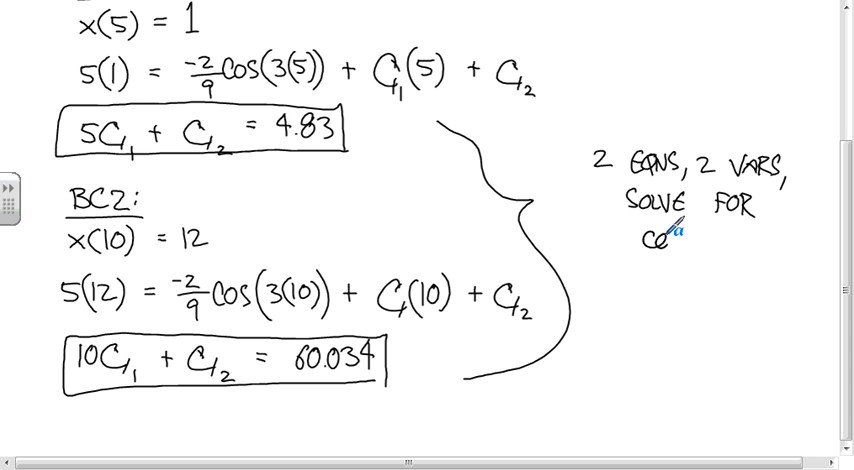 x(5) = 1
5(1) = -2/9 cos(3(5)) + C₁(5) + C₂
5C₁ + C₂ = 4.83
BC2:
x(10) = 12
5(12) = -2/9 cos(3(10)) + C₁(10) + C₂
10C₁ + C₂ = 60.034
2 EQNS, 2 VARS,
SOLVE FOR